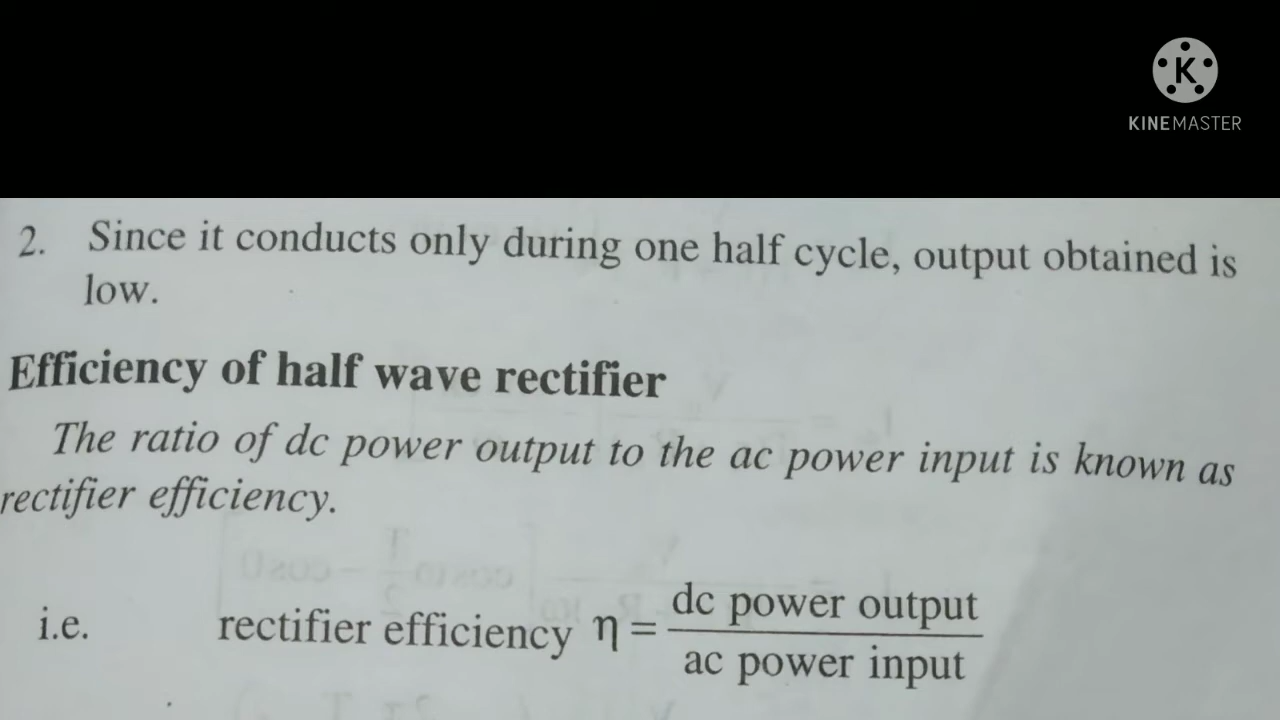 K
KINEMASTER
2. Since it conducts only during one half cycle, output obtained is
low.
Efficiency of half wave rectifier
The ratio of dc power output to the ac power input is known as
rectifier efficiency.
i.e. rectifier efficiency η = dc power output
ac power input